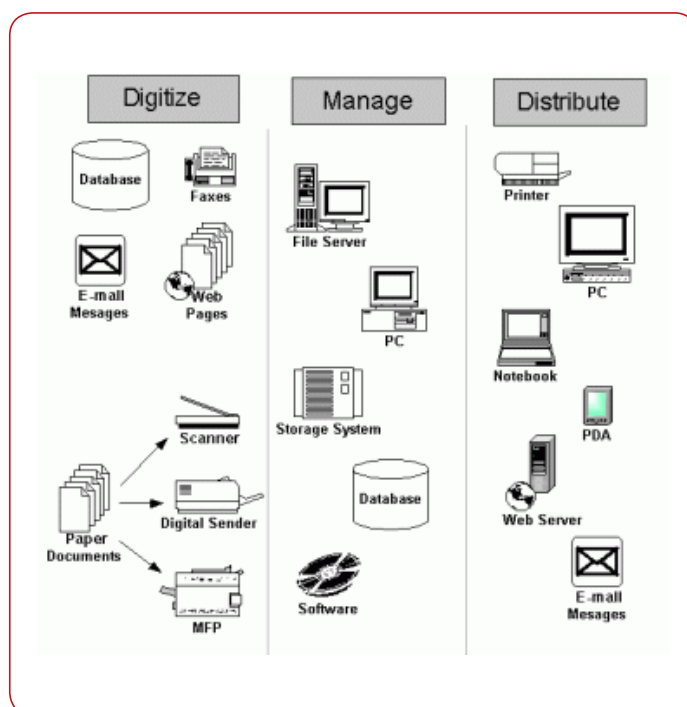 Digitize
Database
Faxes
E-mail
Mesages
Web
Pages
Scanner
Paper
Documents
Digital Sender
MFP
Manage
File Server
PC
Storage System
Database
Software
Distribute
Printer
PC
Notebook
PDA
Web Server
E-mail
Mesages